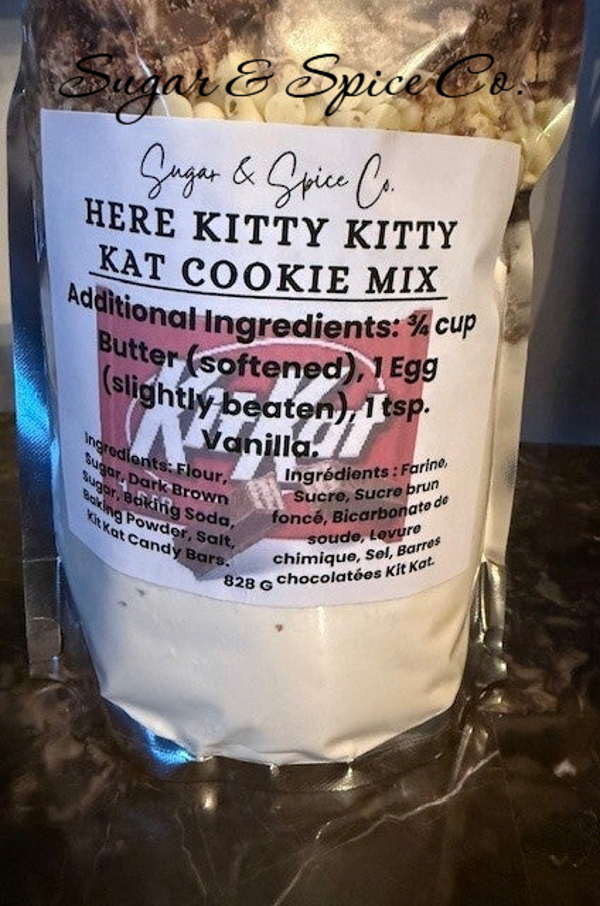 Sugar & Spice Co.
Sugar & Spice Co.
HERE KITTY KITTY
KAT COOKIE MIX
Additional Ingredients: ¾ cup
Butter (softened), 1 Egg
(slightly beaten), 1 tsp.
Vanilla.
KitKat
Ingredients: Flour,
Sugar, Dark Brown
Sugar, Baking Soda,
Baking Powder, Salt,
Kit Kat Candy Bars.
Ingrédients : Farine,
Sucre, Sucre brun
foncé, Bicarbonate de
soude, Levure
chimique, Sel, Barres
chocolatées Kit Kat.
828 G